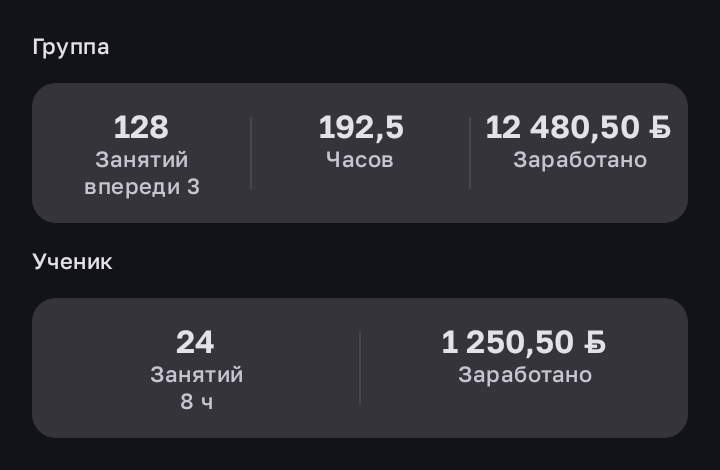 Группа
128
192,5
12 480,50 Ƃ
Занятий
Часов
Заработано
впереди 3
Ученик
24
1 250,50 Ƃ
Занятий
Заработано
8 ч